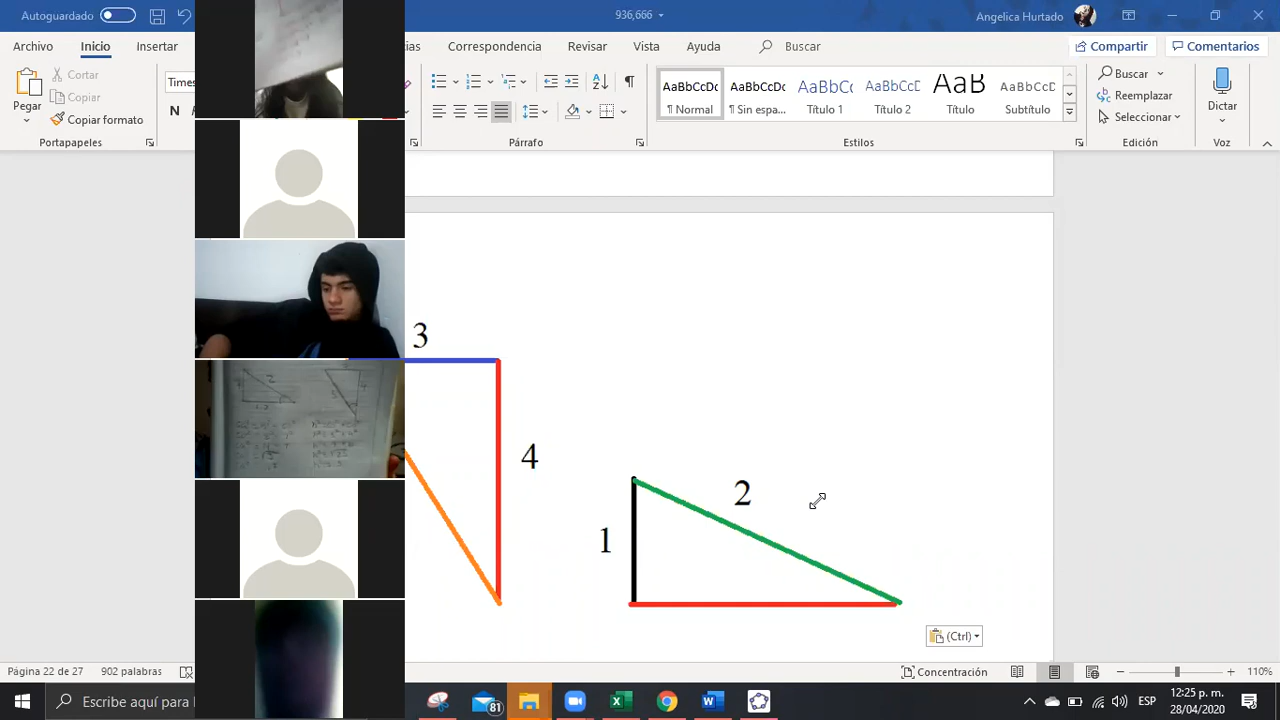 Autoguardado
936,666
Angelica Hurtado
Archivo Inicio Insertar Correspondencia Revisar Vista Ayuda Buscar Compartir Comentarios
Pegar
Cortar
Copiar
Copiar formato
Times
N
AaBbCcDc AaBbCcDc AaBbCc AaBbCcD AaB AaBbCcD
¶ Normal ¶ Sin espa... Título 1 Título 2 Título Subtítulo
Buscar
Reemplazar
Seleccionar
Dictar
Portapapeles Párrafo Estilos Edición Voz
3
4
2
1
(Ctrl)
Página 22 de 27 902 palabras Concentración 110%
Escribe aquí para
81
ESP
12:25 p. m.
28/04/2020